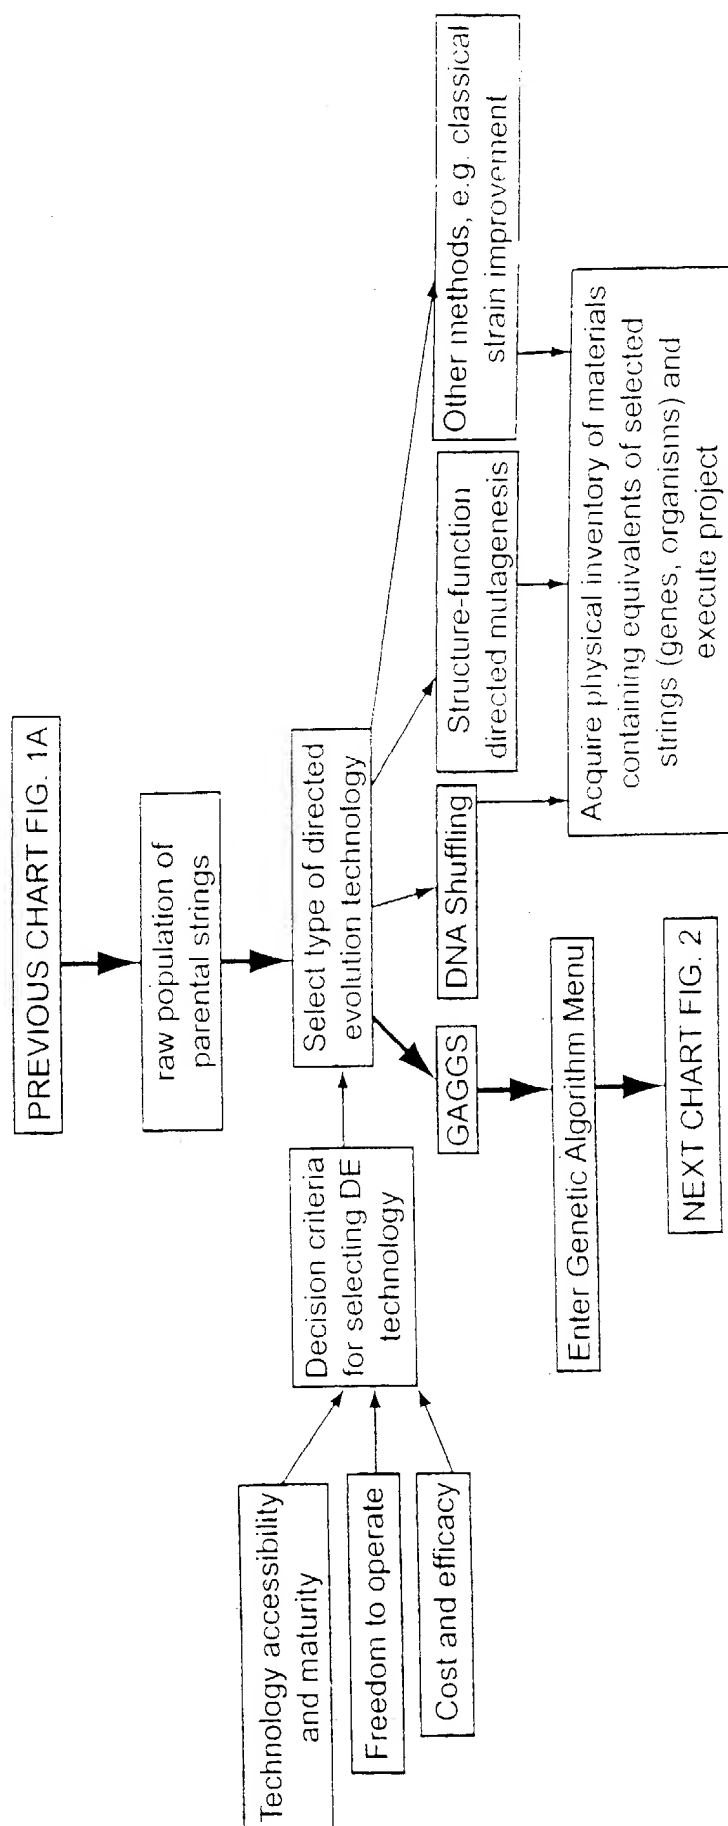 PREVIOUS CHART FIG. 1A
raw population of
parental strings
Technology accessibility
and maturity
Freedom to operate
Cost and efficacy
Decision criteria
for selecting DE
technology
Select type of directed
evolution technology
GAGGS
DNA Shuffling
Structure-function
directed mutagenesis
Other methods, e.g. classical
strain improvement
Enter Genetic Algorithm Menu
Acquire physical inventory of materials
containing equivalents of selected
strings (genes, organisms) and
execute project
NEXT CHART FIG. 2